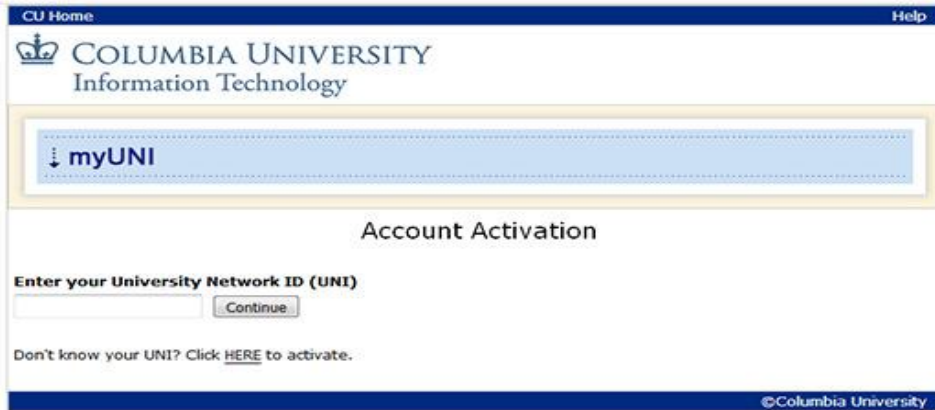 CU Home Help
COLUMBIA UNIVERSITY
Information Technology
myUNI
Account Activation
Enter your University Network ID (UNI)
Continue
Don't know your UNI? Click HERE to activate.
©Columbia University